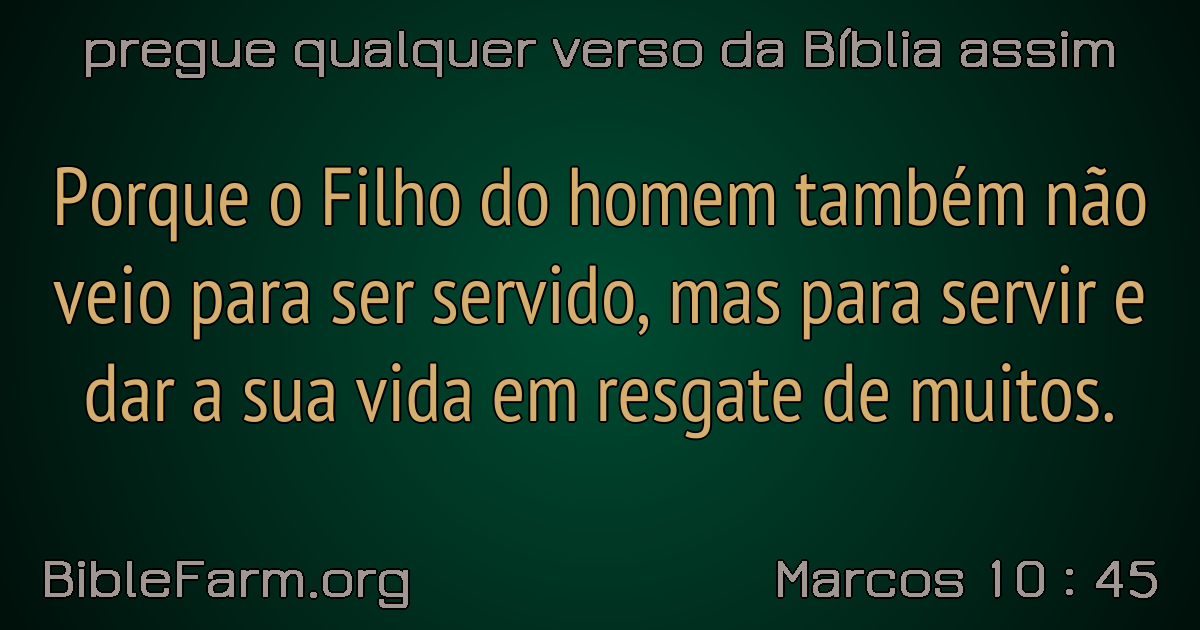 pregue qualquer verso da Bíblia assim
Porque o Filho do homem também não
veio para ser servido, mas para servir e
dar a sua vida em resgate de muitos.
BibleFarm.org
Marcos 10 : 45